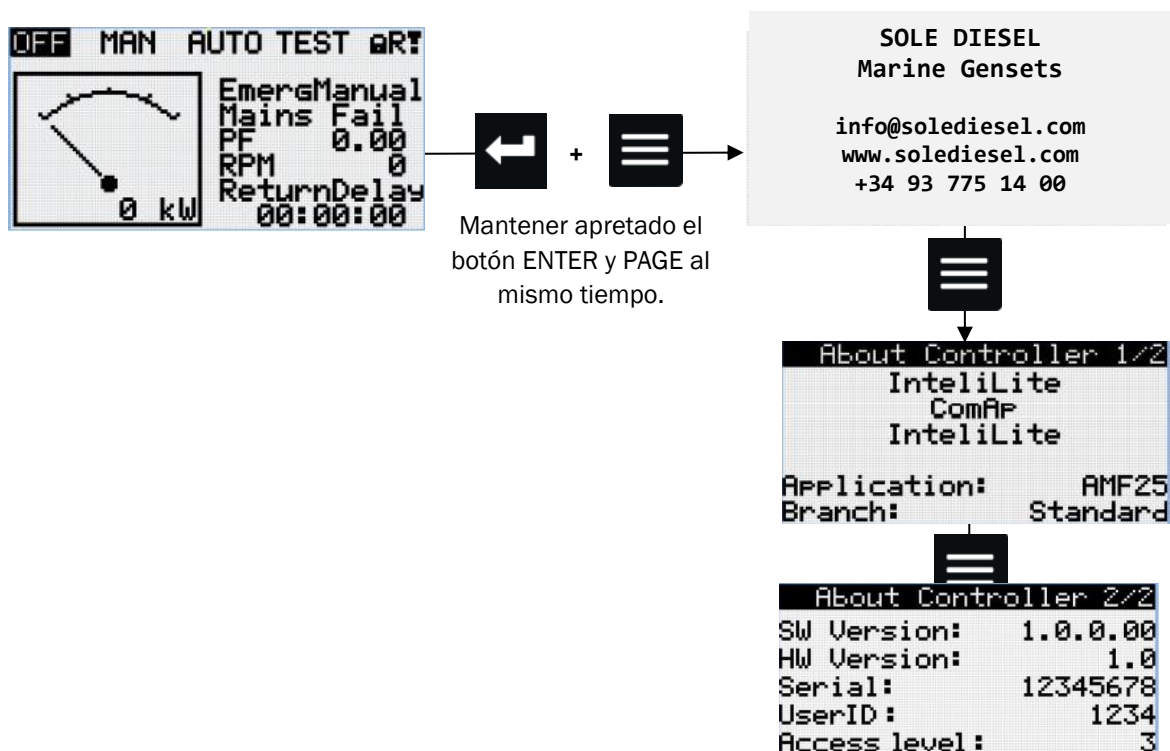 OFF MAN AUTO TEST R
EmergManual
Mains Fail
PF 0.00
RPM 0
ReturnDelay
00:00:00
0 kW
+
Mantener apretado el
botón ENTER y PAGE al
mismo tiempo.
SOLE DIESEL
Marine Gensets
info@solediesel.com
www.solediesel.com
+34 93 775 14 00
About Controller 1/2
InteliLite
ComAp
InteliLite
Application: AMF25
Branch: Standard
About Controller 2/2
SW Version: 1.0.0.00
HW Version: 1.0
Serial: 12345678
UserID: 1234
Access level: 3